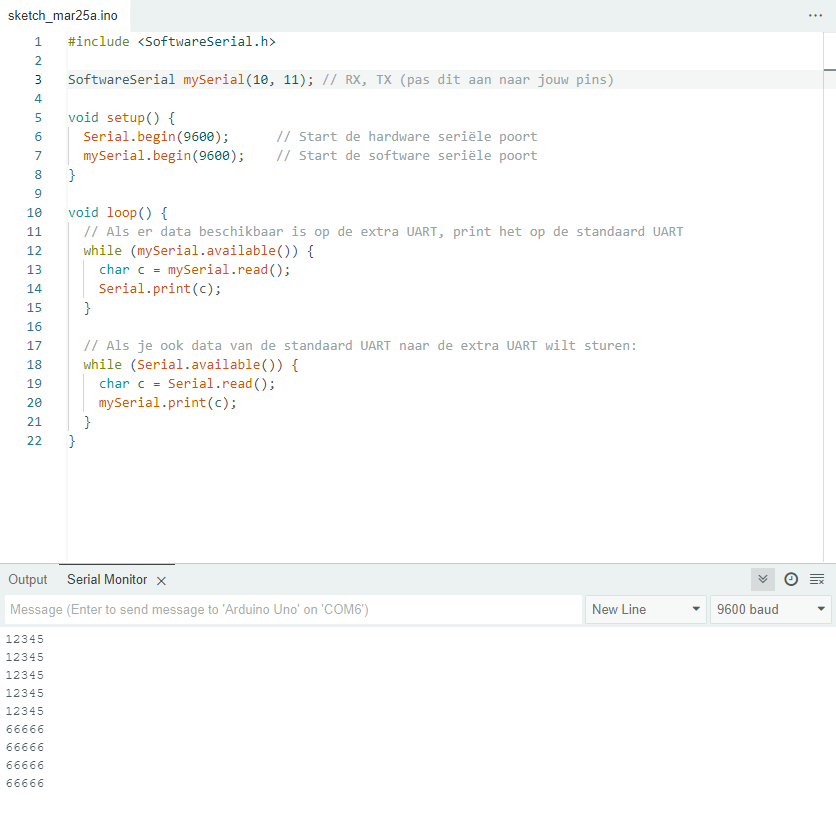 sketch_mar25a.ino
...
1 #include <SoftwareSerial.h>
2
3 SoftwareSerial mySerial(10, 11); // RX, TX (pas dit aan naar jouw pins)
4
5 void setup() {
6   Serial.begin(9600);      // Start de hardware seriële poort
7   mySerial.begin(9600);    // Start de software seriële poort
8 }
9
10 void loop() {
11   // Als er data beschikbaar is op de extra UART, print het op de standaard UART
12   while (mySerial.available()) {
13     char c = mySerial.read();
14     Serial.print(c);
15   }
16
17   // Als je ook data van de standaard UART naar de extra UART wilt sturen:
18   while (Serial.available()) {
19     char c = Serial.read();
20     mySerial.print(c);
21   }
22 }
Output Serial Monitor ×
Message (Enter to send message to 'Arduino Uno' on 'COM6') New Line 9600 baud
12345
12345
12345
12345
12345
66666
66666
66666
66666